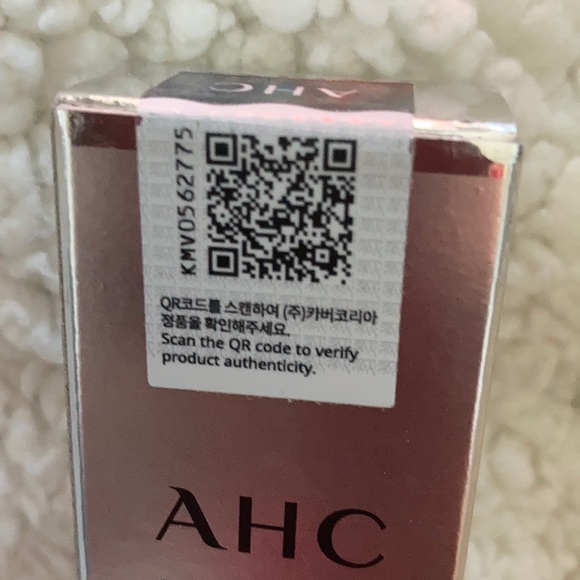 AHC
KMV0562775
QR코드를 스캔하여 (주)카버코리아
정품을 확인해주세요.
Scan the QR code to verify
product authenticity.
AHC